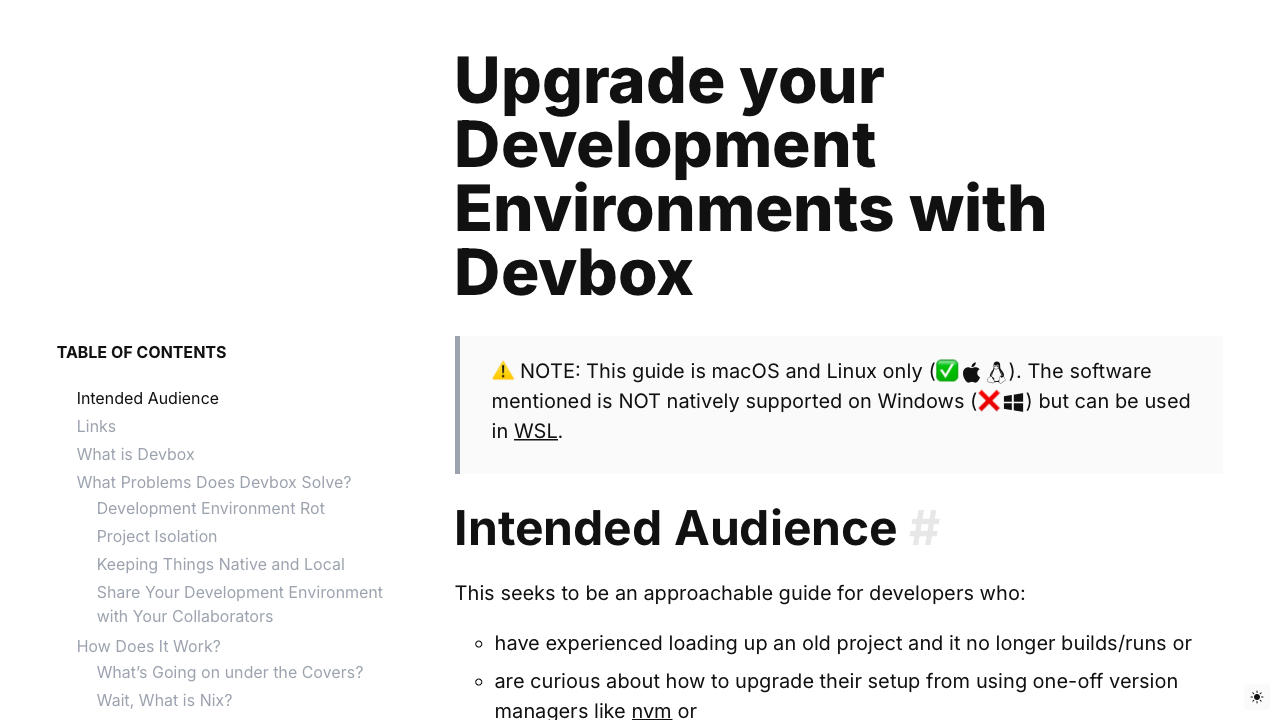 Upgrade your
Development
Environments with
Devbox
TABLE OF CONTENTS
Intended Audience
Links
What is Devbox
What Problems Does Devbox Solve?
Development Environment Rot
Project Isolation
Keeping Things Native and Local
Share Your Development Environment
with Your Collaborators
How Does It Work?
What’s Going on under the Covers?
Wait, What is Nix?
⚠️ NOTE: This guide is macOS and Linux only (✅ ). The software
mentioned is NOT natively supported on Windows (❌ ) but can be used
in WSL.
Intended Audience #
This seeks to be an approachable guide for developers who:
◦ have experienced loading up an old project and it no longer builds/runs or
◦ are curious about how to upgrade their setup from using one-off version
managers like nvm or